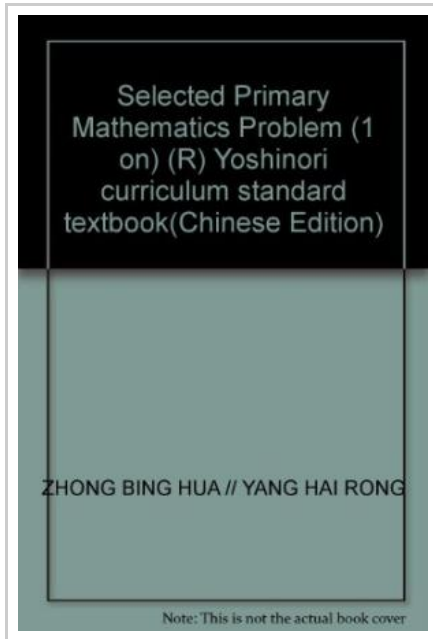 Selected Primary
Mathematics Problem (1
on) (R) Yoshinori
curriculum standard
textbook(Chinese Edition)
ZHONG BING HUA // YANG HAI RONG
Note: This is not the actual book cover